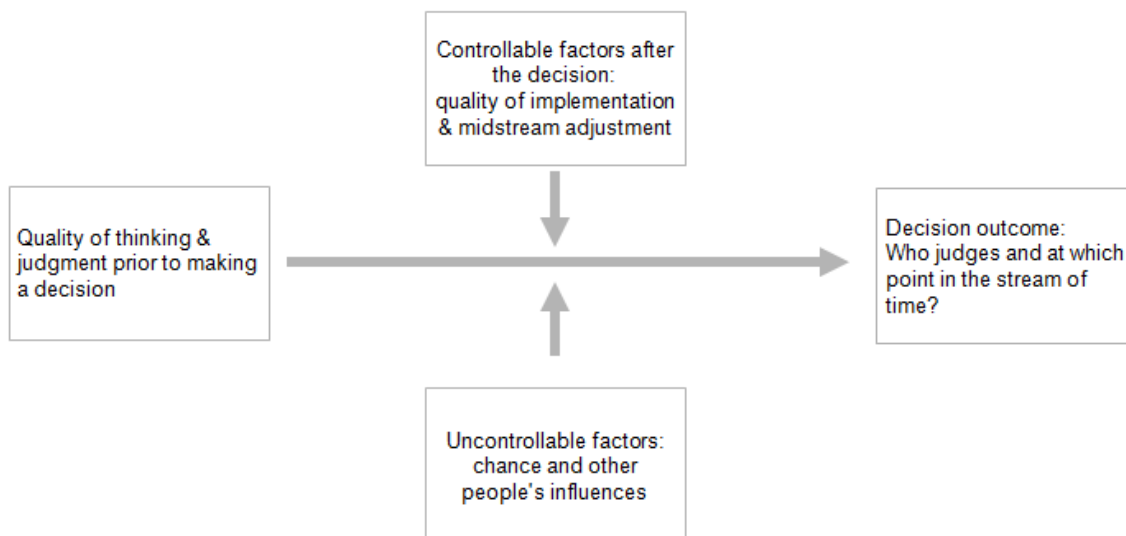 Controllable factors after
the decision:
quality of implementation
& midstream adjustment
Quality of thinking &
judgment prior to making
a decision
Decision outcome:
Who judges and at which
point in the stream of
time?
Uncontrollable factors:
chance and other
people's influences